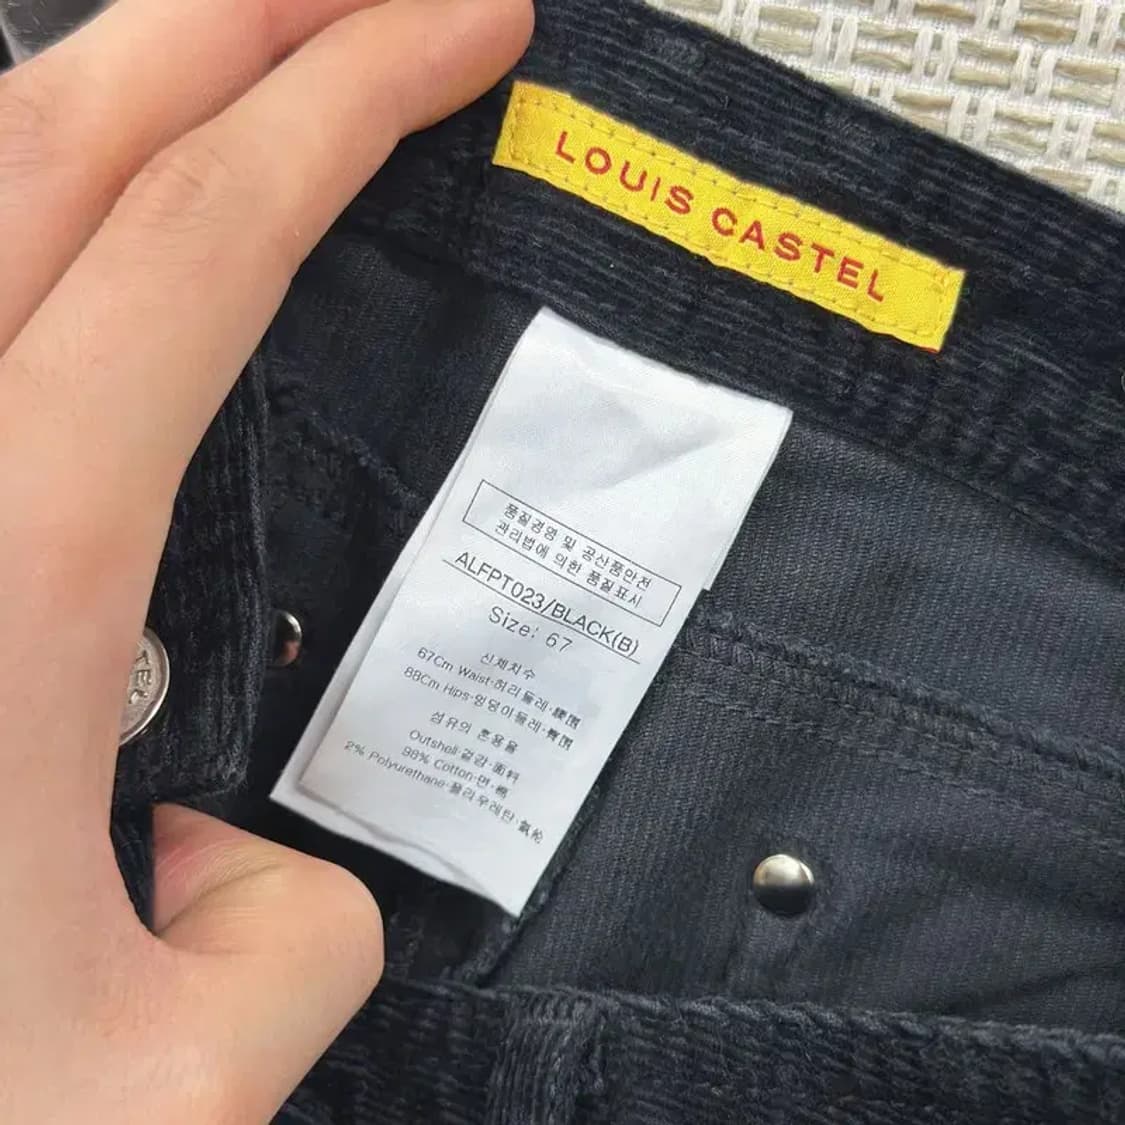 LOUIS CASTEL
품질경영 및 공산품안전
관리법에 의한 품질표시
ALFPT023/BLACK(B)
Size: 67
신체치수
67Cm Waist·허리둘레·腰围
88Cm Hips·엉덩이둘레·臀围
섬유의 혼용율
Outshell·겉감·面料
98% Cotton·면·棉
2% Polyurethane·폴리우레탄·氨纶
TEL